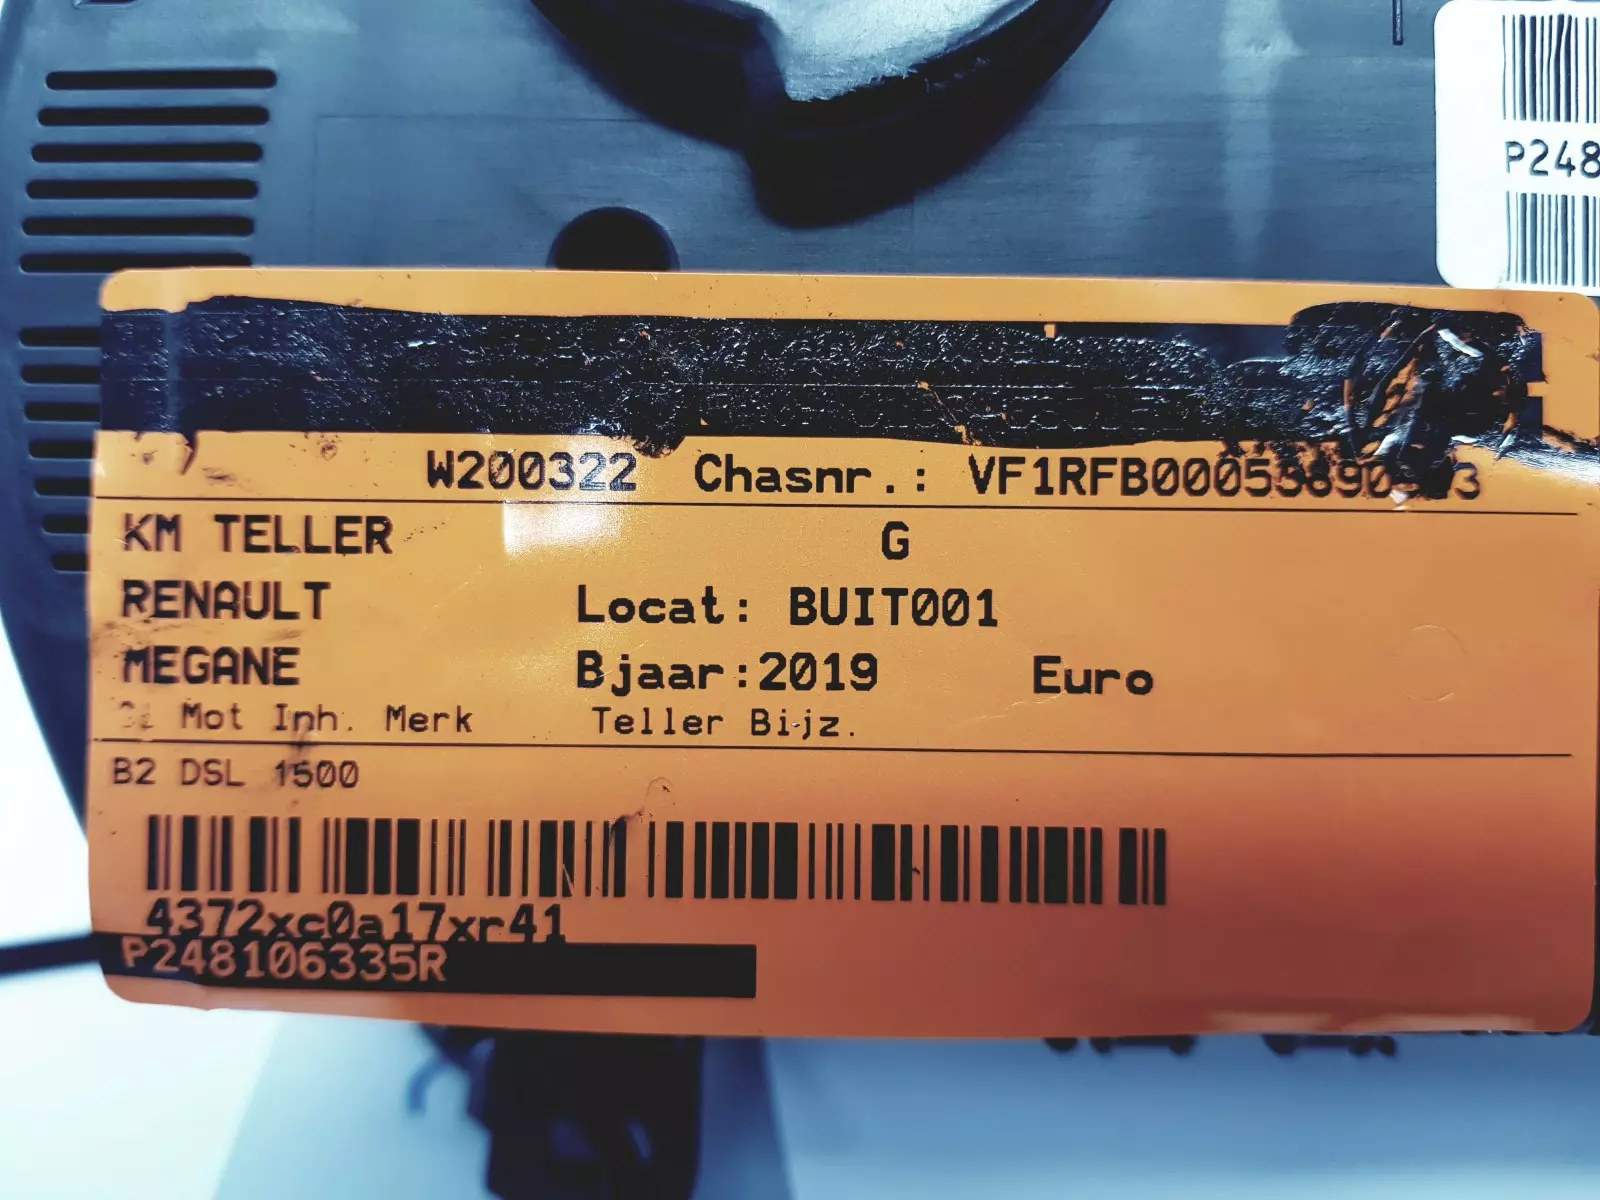 P248
W200322 Chasnr.:
KM TELLER G
RENAULT Locat: BUIT001
MEGANE Bjaar:2019 Euro
Mot Inh. Merk Teller Bijz.
B2 DSL 1500
4372xc0a17xr41
P248106335R